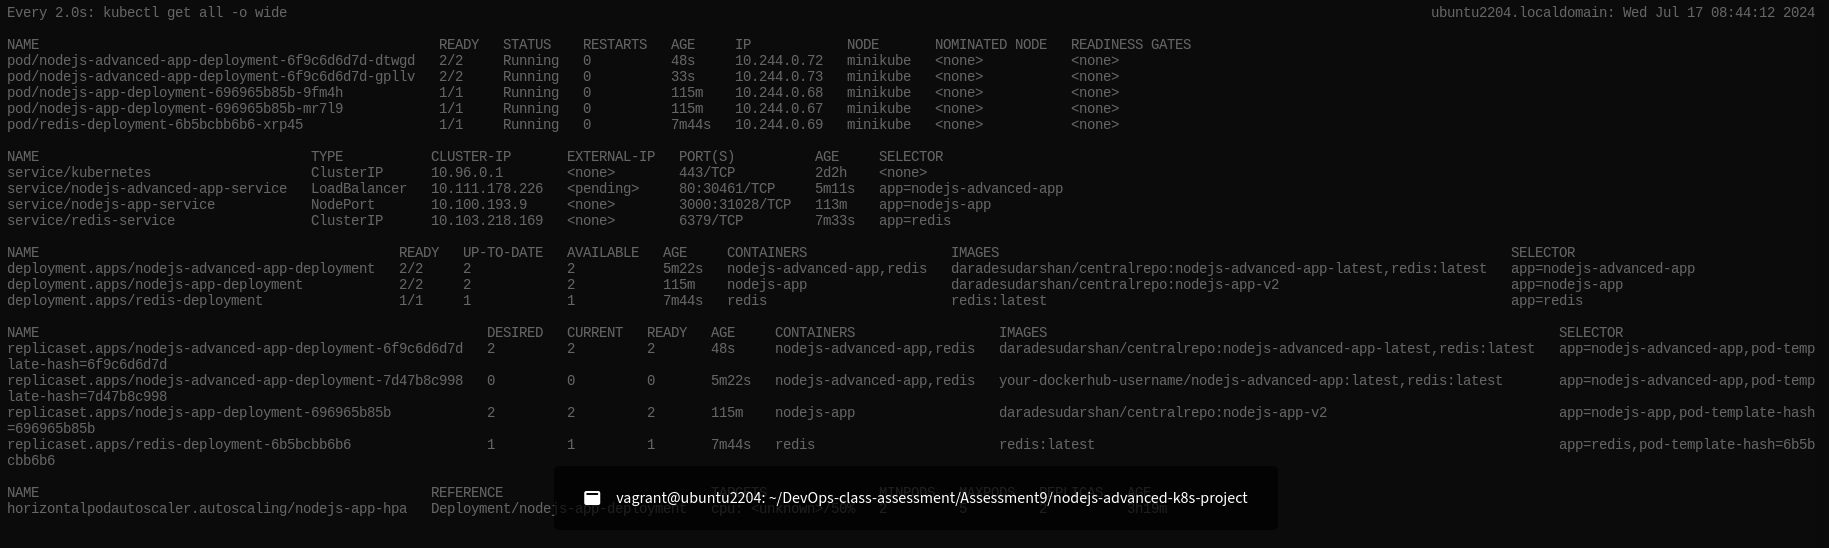 Every 2.0s: kubectl get all -o wide ubuntu2204.localdomain: Wed Jul 17 08:44:12 2024
NAME READY STATUS RESTARTS AGE IP NODE NOMINATED NODE READINESS GATES
pod/nodejs-advanced-app-deployment-6f9c6d6d7d-dtwgd 2/2 Running 0 48s 10.244.0.72 minikube <none> <none>
pod/nodejs-advanced-app-deployment-6f9c6d6d7d-gpllv 2/2 Running 0 33s 10.244.0.73 minikube <none> <none>
pod/nodejs-app-deployment-696965b85b-9fm4h 1/1 Running 0 115m 10.244.0.68 minikube <none> <none>
pod/nodejs-app-deployment-696965b85b-mr7l9 1/1 Running 0 115m 10.244.0.67 minikube <none> <none>
pod/redis-deployment-6b5bcbb6b6-xrp45 1/1 Running 0 7m44s 10.244.0.69 minikube <none> <none>
NAME TYPE CLUSTER-IP EXTERNAL-IP PORT(S) AGE SELECTOR
service/kubernetes ClusterIP 10.96.0.1 <none> 443/TCP 2d2h <none>
service/nodejs-advanced-app-service LoadBalancer 10.111.178.226 <pending> 80:30461/TCP 5m11s app=nodejs-advanced-app
service/nodejs-app-service NodePort 10.100.193.9 <none> 3000:31028/TCP 113m app=nodejs-app
service/redis-service ClusterIP 10.103.218.169 <none> 6379/TCP 7m33s app=redis
NAME READY UP-TO-DATE AVAILABLE AGE CONTAINERS IMAGES SELECTOR
deployment.apps/nodejs-advanced-app-deployment 2/2 2 2 5m22s nodejs-advanced-app,redis daradesudarshan/centralrepo:nodejs-advanced-app-latest,redis:latest app=nodejs-advanced-app
deployment.apps/nodejs-app-deployment 2/2 2 2 115m nodejs-app daradesudarshan/centralrepo:nodejs-app-v2 app=nodejs-app
deployment.apps/redis-deployment 1/1 1 1 7m44s redis redis:latest app=redis
NAME DESIRED CURRENT READY AGE CONTAINERS IMAGES SELECTOR
replicaset.apps/nodejs-advanced-app-deployment-6f9c6d6d7d 2 2 2 48s nodejs-advanced-app,redis daradesudarshan/centralrepo:nodejs-advanced-app-latest,redis:latest app=nodejs-advanced-app,pod-temp
late-hash=6f9c6d6d7d
replicaset.apps/nodejs-advanced-app-deployment-7d47b8c998 0 0 0 5m22s nodejs-advanced-app,redis your-dockerhub-username/nodejs-advanced-app:latest,redis:latest app=nodejs-advanced-app,pod-temp
late-hash=7d47b8c998
replicaset.apps/nodejs-app-deployment-696965b85b 2 2 2 115m nodejs-app daradesudarshan/centralrepo:nodejs-app-v2 app=nodejs-app,pod-template-hash
=696965b85b
replicaset.apps/redis-deployment-6b5bcbb6b6 1 1 1 7m44s redis redis:latest app=redis,pod-template-hash=6b5b
cbb6b6
NAME REFERENCE TARGETS MINPODS MAXPODS REPLICAS AGE
vagrant@ubuntu2204: ~/DevOps-class-assessment/Assessment9/nodejs-advanced-k8s-project
horizontalpodautoscaler.autoscaling/nodejs-app-hpa Deployment/nodejs-app-deployment cpu: <unknown>/50% 2 5 2 3h19m